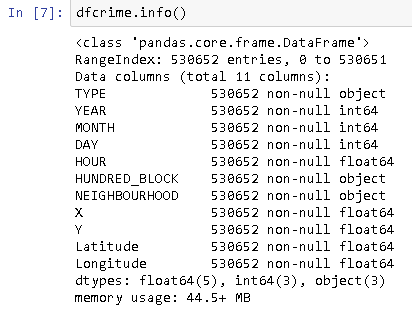 In [7]: dfcrime.info()
<class 'pandas.core.frame.DataFrame'>
RangeIndex: 530652 entries, 0 to 530651
Data columns (total 11 columns):
TYPE 530652 non-null object
YEAR 530652 non-null int64
MONTH 530652 non-null int64
DAY 530652 non-null int64
HOUR 530652 non-null float64
HUNDRED_BLOCK 530652 non-null object
NEIGHBOURHOOD 530652 non-null object
X 530652 non-null float64
Y 530652 non-null float64
Latitude 530652 non-null float64
Longitude 530652 non-null float64
dtypes: float64(5), int64(3), object(3)
memory usage: 44.5+ MB